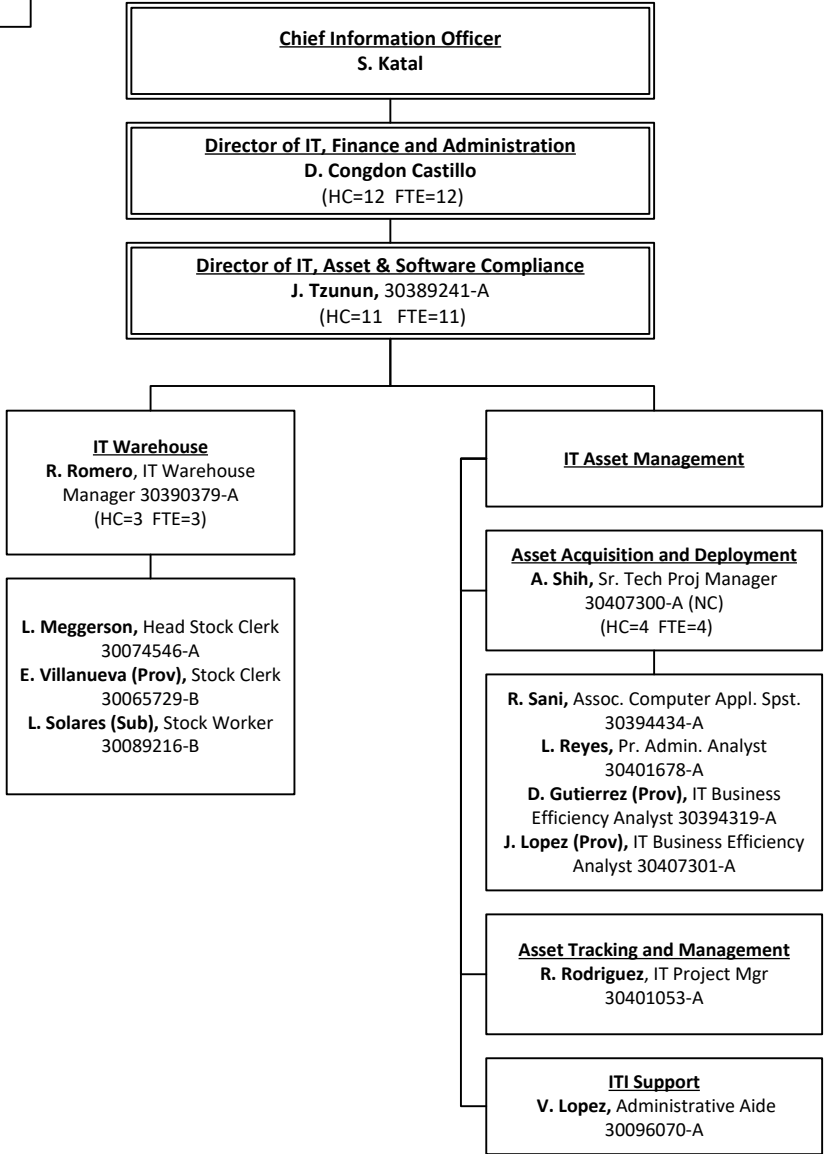 Chief Information Officer
S. Katal
Director of IT, Finance and Administration
D. Congdon Castillo
(HC=12 FTE=12)
Director of IT, Asset & Software Compliance
J. Tzunun, 30389241-A
(HC=11 FTE=11)
IT Warehouse
R. Romero, IT Warehouse
Manager 30390379-A
(HC=3 FTE=3)
L. Meggerson, Head Stock Clerk
30074546-A
E. Villanueva (Prov), Stock Clerk
30065729-B
L. Solares (Sub), Stock Worker
30089216-B
IT Asset Management
Asset Acquisition and Deployment
A. Shih, Sr. Tech Proj Manager
30407300-A (NC)
(HC=4 FTE=4)
R. Sani, Assoc. Computer Appl. Spst.
30394434-A
L. Reyes, Pr. Admin. Analyst
30401678-A
D. Gutierrez (Prov), IT Business
Efficiency Analyst 30394319-A
J. Lopez (Prov), IT Business Efficiency
Analyst 30407301-A
Asset Tracking and Management
R. Rodriguez, IT Project Mgr
30401053-A
ITI Support
V. Lopez, Administrative Aide
30096070-A